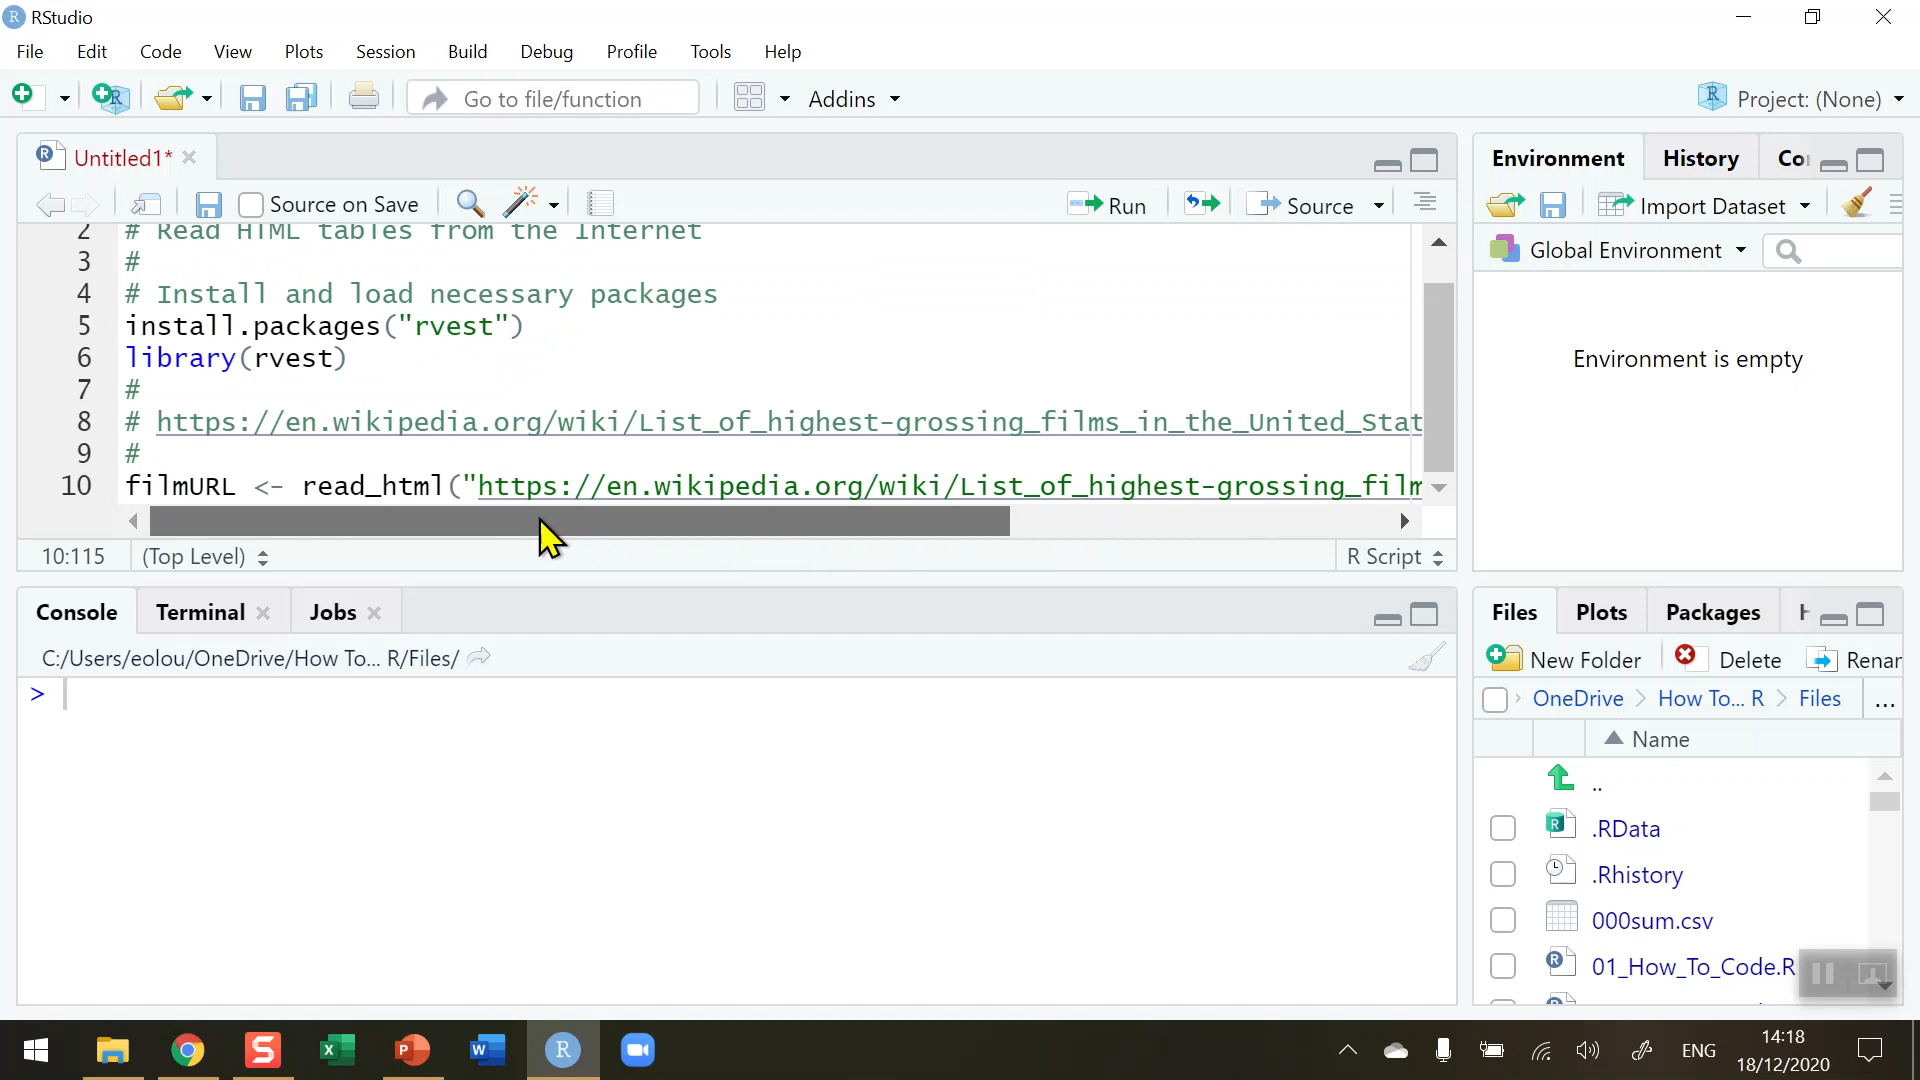 RStudio
File Edit Code View Plots Session Build Debug Profile Tools Help
Go to file/function Addins Project: (None)
Untitled1*
Source on Save Run Source
2 # Read HTML tables from the Internet
3 #
4 # Install and load necessary packages
5 install.packages("rvest")
6 library(rvest)
7 #
8 # https://en.wikipedia.org/wiki/List_of_highest-grossing_films_in_the_United_Stat
9 #
10 filmURL <- read_html("https://en.wikipedia.org/wiki/List_of_highest-grossing_film
10:115 (Top Level) R Script
Console Terminal Jobs
C:/Users/eolou/OneDrive/How To... R/Files/
>
Environment History Co
Import Dataset
Global Environment
Environment is empty
Files Plots Packages H
New Folder Delete Renar
OneDrive How To... R Files ...
Name
..
.RData
.Rhistory
000sum.csv
01_How_To_Code.R
ENG 14:18
18/12/2020